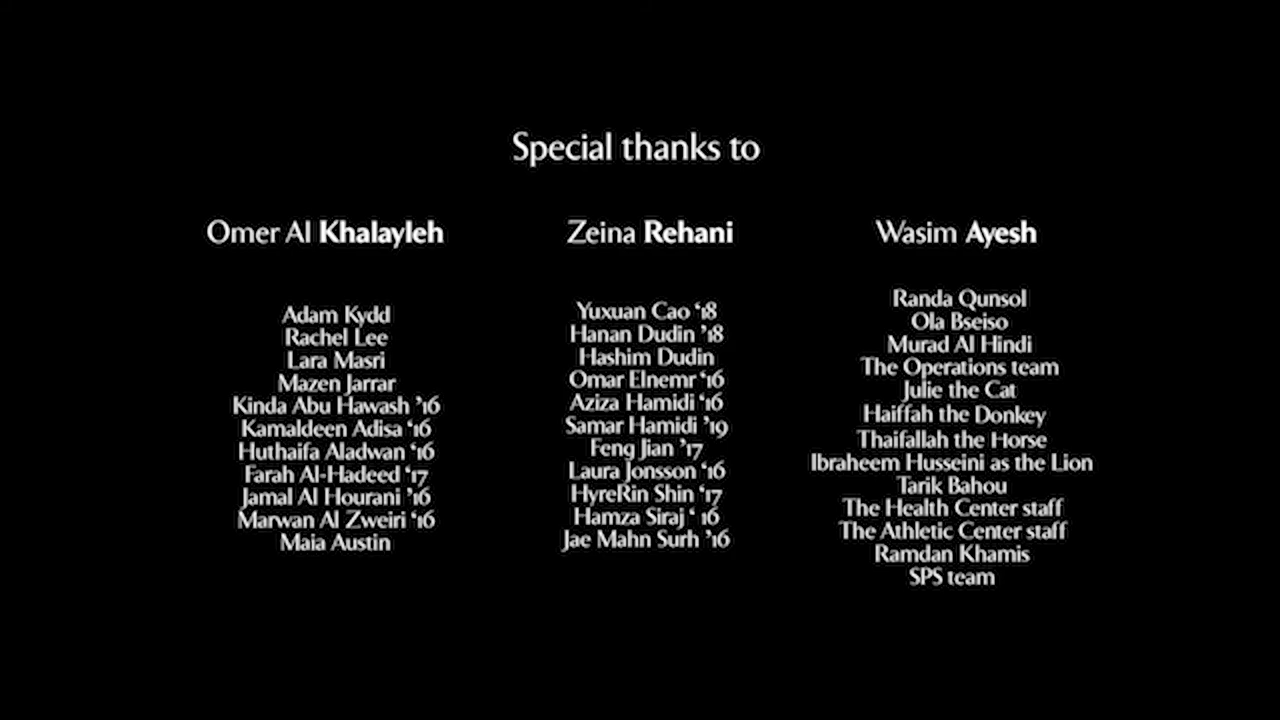 Special thanks to
Omer Al Khalayleh
Adam Kydd
Rachel Lee
Lara Masri
Mazen Jarrar
Kinda Abu Hawash ’16
Kamaldeen Adisa ‘16
Huthaifa Aladwan ‘16
Farah Al-Hadeed ‘17
Jamal Al Hourani ’16
Marwan Al Zweiri ‘16
Maia Austin
Zeina Rehani
Yuxuan Cao ‘18
Hanan Dudin ’18
Hashim Dudin
Omar Elnemr ‘16
Aziza Hamidi ‘16
Samar Hamidi ’19
Feng Jian ’17
Laura Jonsson ‘16
HyreRin Shin ‘17
Hamza Siraj ‘ 16
Jae Mahn Surh ’16
Wasim Ayesh
Randa Qunsol
Ola Bseiso
Murad Al Hindi
The Operations team
Julie the Cat
Haiffah the Donkey
Thaifallah the Horse
Ibraheem Husseini as the Lion
Tarik Bahou
The Health Center staff
The Athletic Center staff
Ramdan Khamis
SPS team